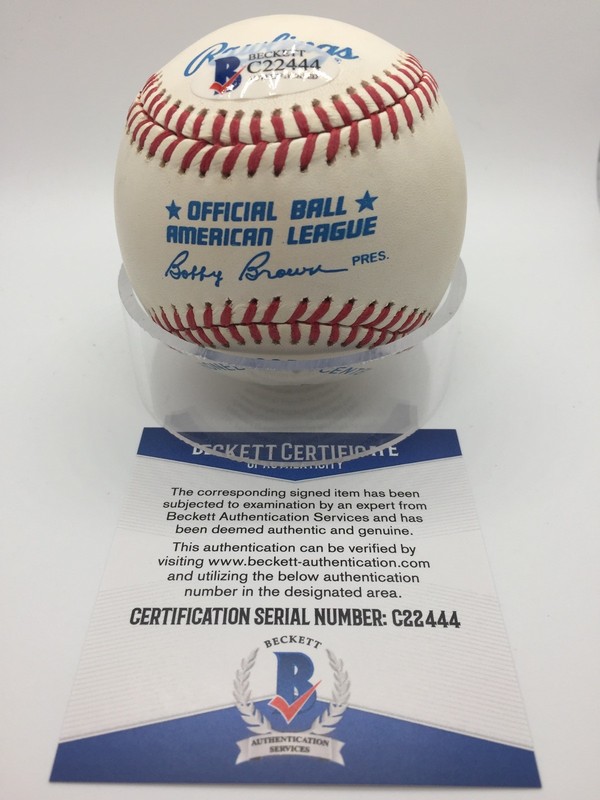 Rawlings
BECKETT
C22444
★ OFFICIAL BALL ★
AMERICAN LEAGUE
Bobby Brown PRES.
BECKETT CERTIFICATE
OF AUTHENTICITY
The corresponding signed item has been
subjected to examination by an expert from
Beckett Authentication Services and has
been deemed authentic and genuine.
This authentication can be verified by
visiting www.beckett-authentication.com
and utilizing the below authentication
number in the designated area.
CERTIFICATION SERIAL NUMBER: C22444
BECKETT
B
AUTHENTICATION
SERVICES